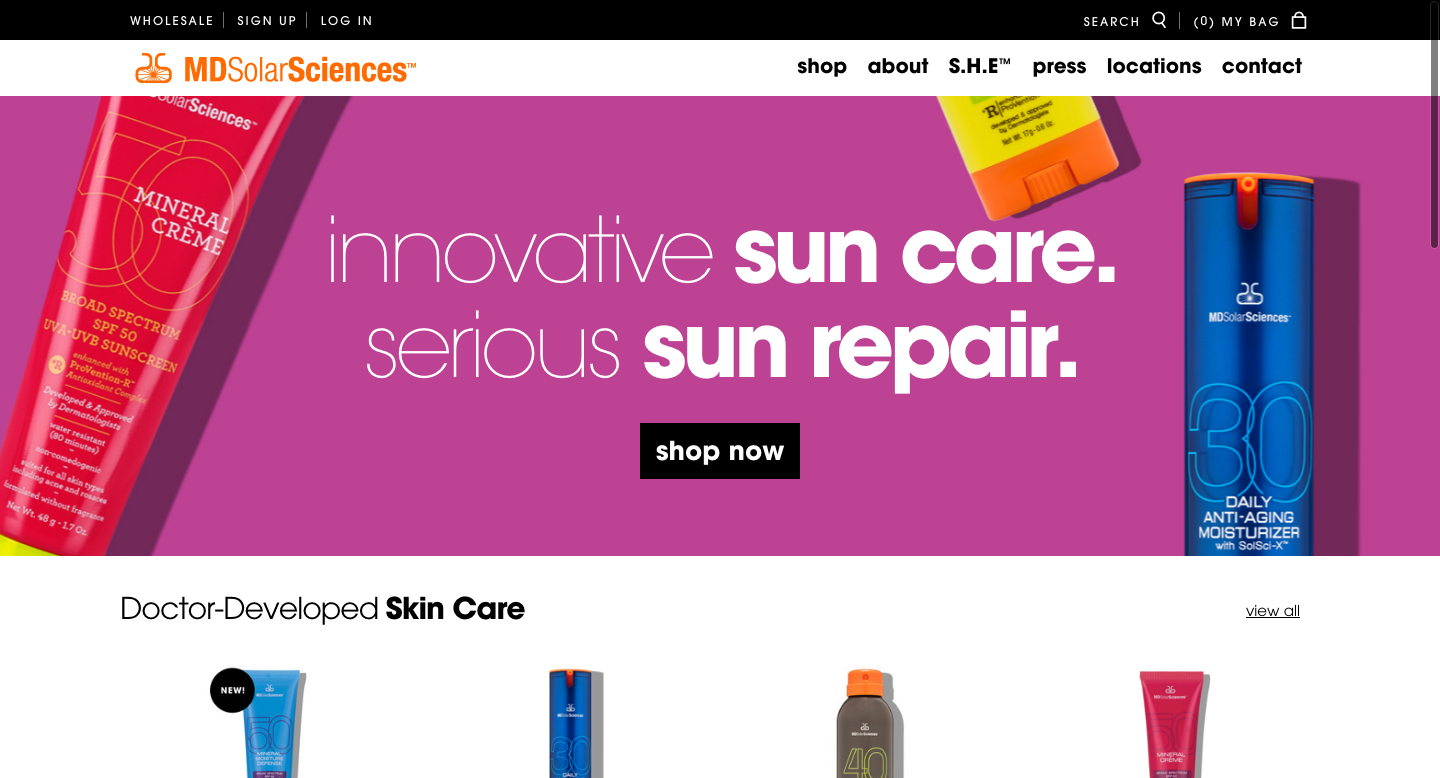 WHOLESALE SIGN UP LOG IN SEARCH (0) MY BAG
MDSolarSciences™ shop about S.H.E™ press locations contact
SolarSciences™
50
MINERAL
CRÈME
BROAD SPECTRUM
SPF 50
UVA-UVB SUNSCREEN
enhanced with
ProVention-R™
Antioxidant Complex
Developed & Approved
by Dermatologists
water resistant
(80 minutes)
non-comedogenic
suited for all skin types
including acne and rosacea
formulated without fragrance
Net Wt. 48 g - 1.7 Oz.
R enhanced
ProVention-R
developed & approved
by Dermatologists
Net Wt. 17g-0.6 Oz.
innovative sun care.
serious sun repair.
shop now
MDSolarSciences™
30
DAILY
ANTI-AGING
MOISTURIZER
with SolSci-X™
Doctor-Developed Skin Care view all
NEW!
MDSolarSciences
50
MINERAL
MOISTURE
DEFENSE
MDSolarSciences
30
DAILY
MDSolarSciences
40
MDSolarSciences
50
MINERAL
CRÈME